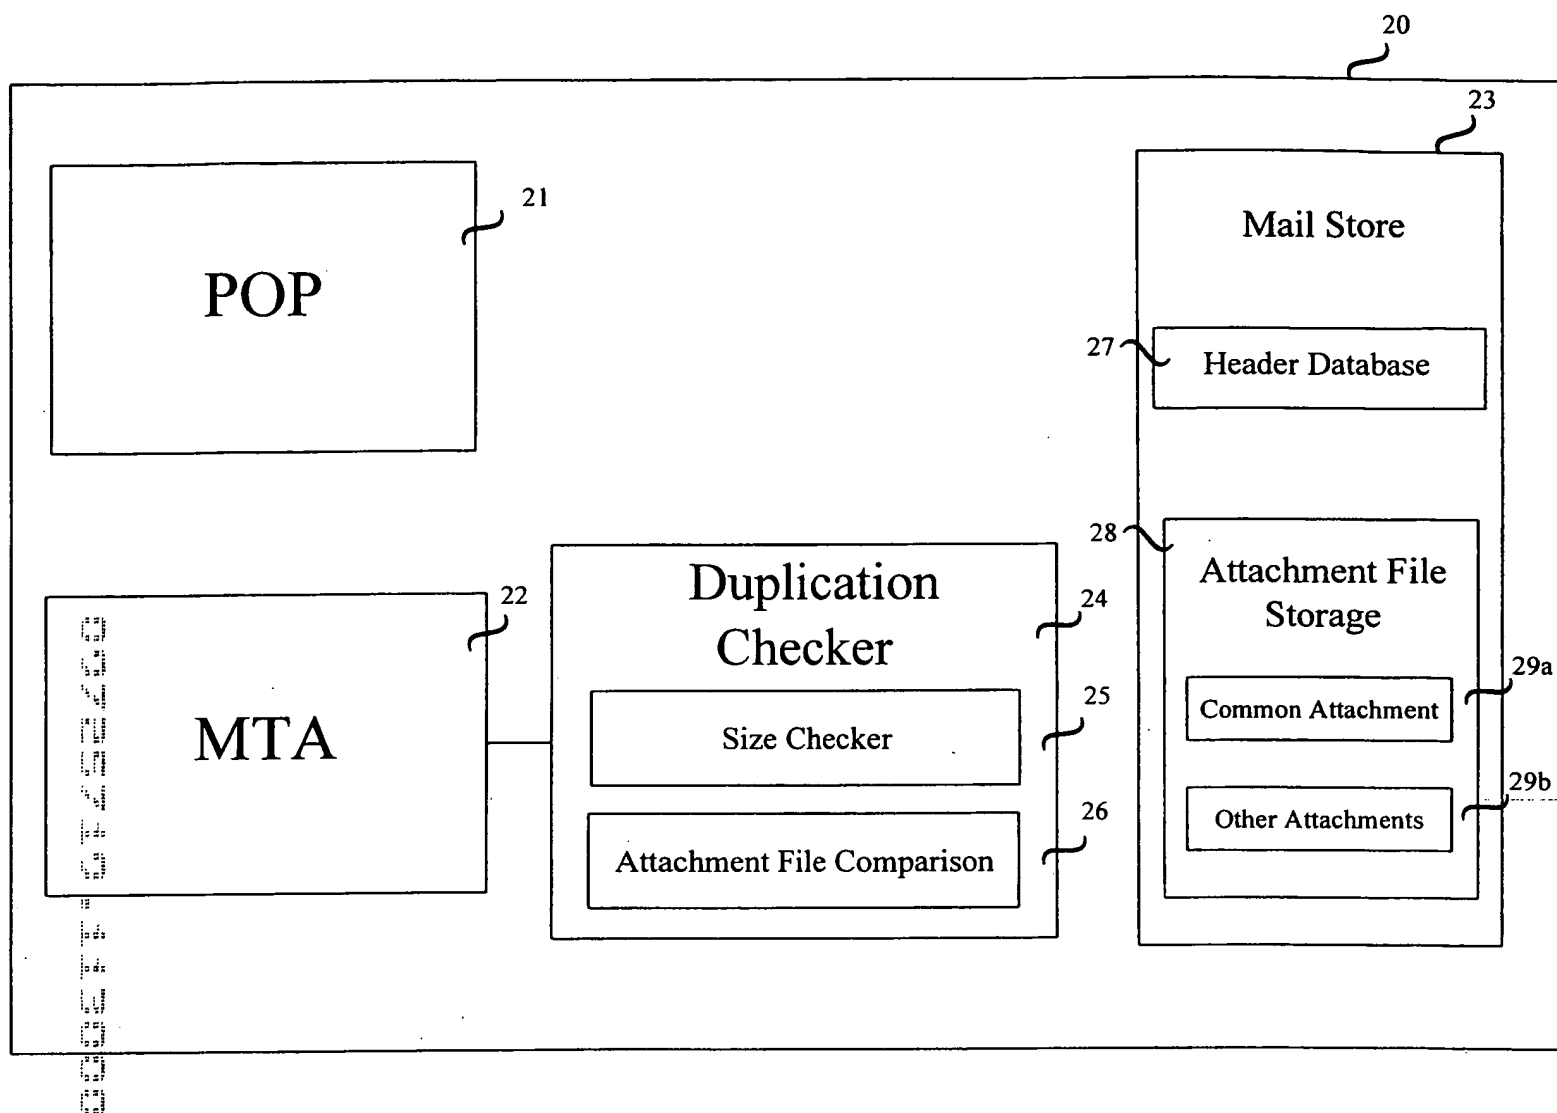 20
23
21
Mail Store
POP
27
Header Database
28
Duplication
Checker
24
Attachment File
Storage
22
29a
Common Attachment
25
Size Checker
MTA
29b
Other Attachments
26
Attachment File Comparison